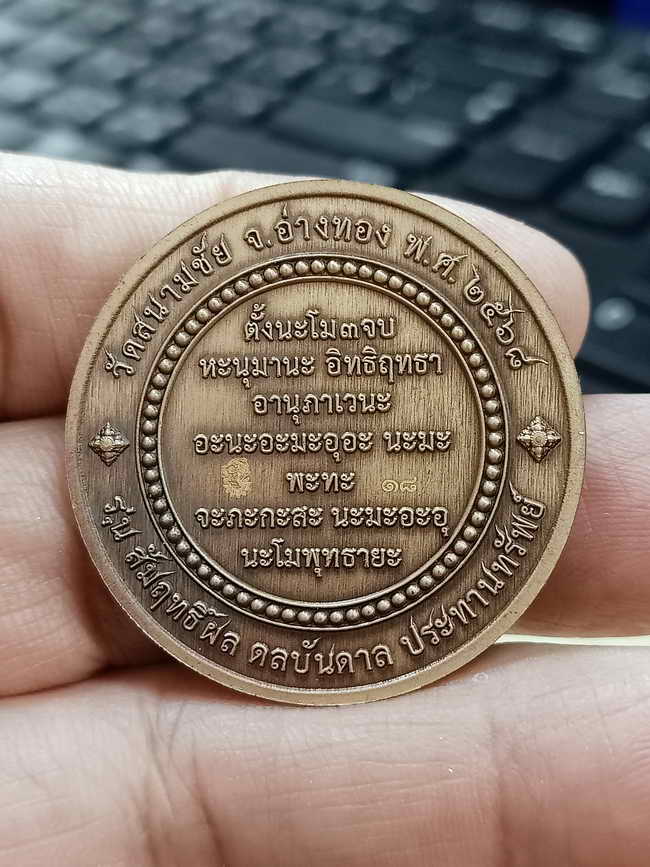 วัดสนามชัย จ.อ่างทอง พ.ศ.๒๕๖๘
ตั้งนะโม๓จบ
หะนุมานะ อิทธิฤทธา
อานุภาเวนะ
อะนะอะมะอุอะ นะมะ
พะทะ
๑๘
จะภะกะสะ นะมะอะอุ
นะโมพุทธายะ
รุ่น สัมฤทธิ์ผล ดลบันดาล ประทานทรัพย์